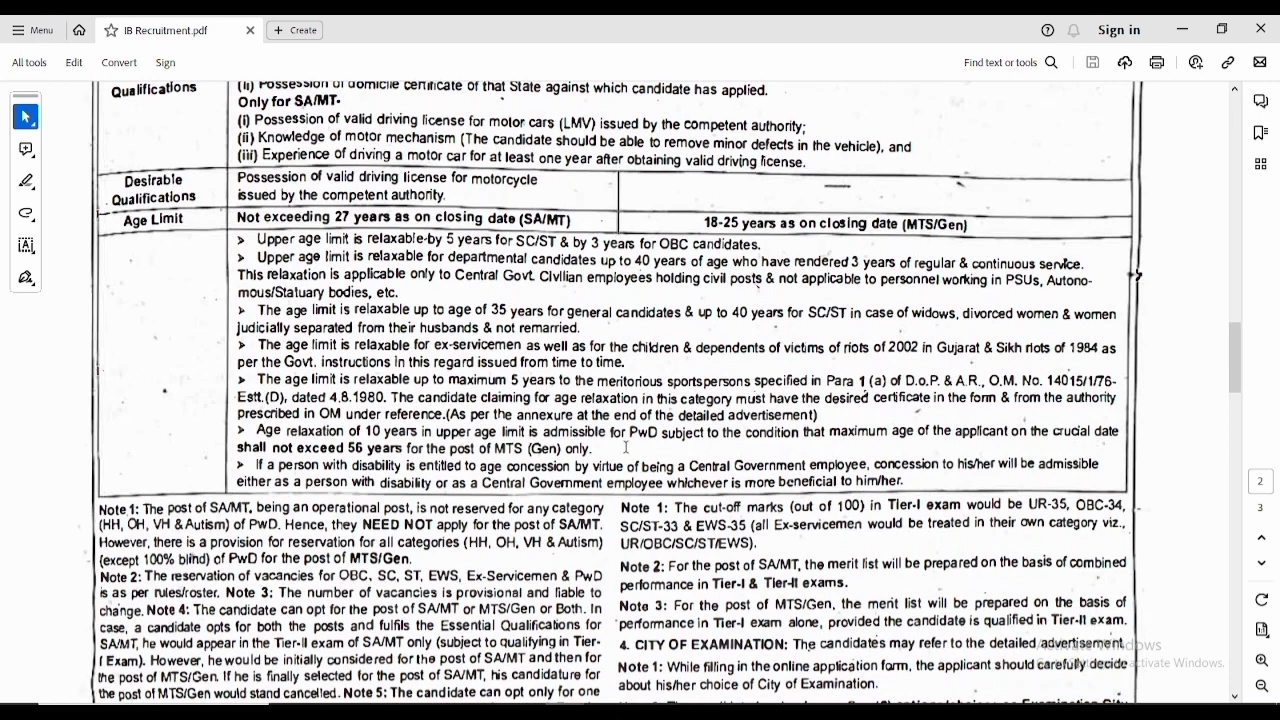 Menu
IB Recruitment.pdf
+ Create
Sign in
All tools
Edit
Convert
Sign
Find text or tools
Qualifications
(ii) Possession of domicile certificate of that State against which candidate has applied.
Only for SA/MT-
(i) Possession of valid driving license for motor cars (LMV) issued by the competent authority;
(ii) Knowledge of motor mechanism (The candidate should be able to remove minor defects in the vehicle), and
(iii) Experience of driving a motor car for at least one year after obtaining valid driving license.
Desirable
Qualifications
Possession of valid driving license for motorcycle
issued by the competent authority.
Age Limit
Not exceeding 27 years as on closing date (SA/MT)
18-25 years as on closing date (MTS/Gen)
➢ Upper age limit is relaxable-by 5 years for SC/ST & by 3 years for OBC candidates.
➢ Upper age limit is relaxable for departmental candidates up to 40 years of age who have rendered 3 years of regular & continuous service.
This relaxation is applicable only to Central Govt. Civilian employees holding civil posts & not applicable to personnel working in PSUs, Autono-
mous/Statuary bodies, etc.
➢ The age limit is relaxable up to age of 35 years for general candidates & up to 40 years for SC/ST in case of widows, divorced women & women
judicially separated from their husbands & not remarried.
➢ The age limit is relaxable for ex-servicemen as well as for the children & dependents of victims of riots of 2002 in Gujarat & Sikh riots of 1984 as
per the Govt. instructions in this regard issued from time to time.
➢ The age limit is relaxable up to maximum 5 years to the meritorious sportspersons specified in Para 1 (a) of D.o.P. & A.R., O.M. No. 14015/1/76-
Estt.(D), dated 4.8.1980. The candidate claiming for age relaxation in this category must have the desired certificate in the form & from the authority
prescribed in OM under reference.(As per the annexure at the end of the detailed advertisement)
➢ Age relaxation of 10 years in upper age limit is admissible for PwD subject to the condition that maximum age of the applicant on the crucial date
shall not exceed 56 years for the post of MTS (Gen) only.
➢ If a person with disability is entitled to age concession by virtue of being a Central Government employee, concession to his/her will be admissible
either as a person with disability or as a Central Government employee whichever is more beneficial to him/her.
Note 1: The post of SA/MT, being an operational post, is not reserved for any category
(HH, OH, VH & Autism) of PwD. Hence, they NEED NOT apply for the post of SA/MT.
However, there is a provision for reservation for all categories (HH, OH, VH & Autism)
(except 100% blind) of PwD for the post of MTS/Gen.
Note 2: The reservation of vacancies for OBC, SC, ST, EWS, Ex-Servicemen & PwD
is as per rules/roster. Note 3: The number of vacancies is provisional and liable to
change. Note 4: The candidate can opt for the post of SA/MT or MTS/Gen or Both. In
case, a candidate opts for both the posts and fulfils the Essential Qualifications for
SA/MT, he would appear in the Tier-II exam of SA/MT only (subject to qualifying in Tier-
I Exam). However, he would be initially considered for the post of SA/MT and then for
the post of MTS/Gen. If he is finally selected for the post of SA/MT, his candidature for
the post of MTS/Gen would stand cancelled. Note 5: The candidate can opt only for one
Note 1: The cut-off marks (out of 100) in Tier-I exam would be UR-35, OBC-34,
SC/ST-33 & EWS-35 (all Ex-servicemen would be treated in their own category viz.,
UR/OBC/SC/ST/EWS).
Note 2: For the post of SA/MT, the merit list will be prepared on the basis of combined
performance in Tier-I & Tier-II exams.
Note 3: For the post of MTS/Gen, the merit list will be prepared on the basis of
performance in Tier-I exam alone, provided the candidate is qualified in Tier-II exam.
4. CITY OF EXAMINATION: The candidates may refer to the detailed advertisement
Note 1: While filling in the online application form, the applicant should carefully decide
about his/her choice of City of Examination.
2
3